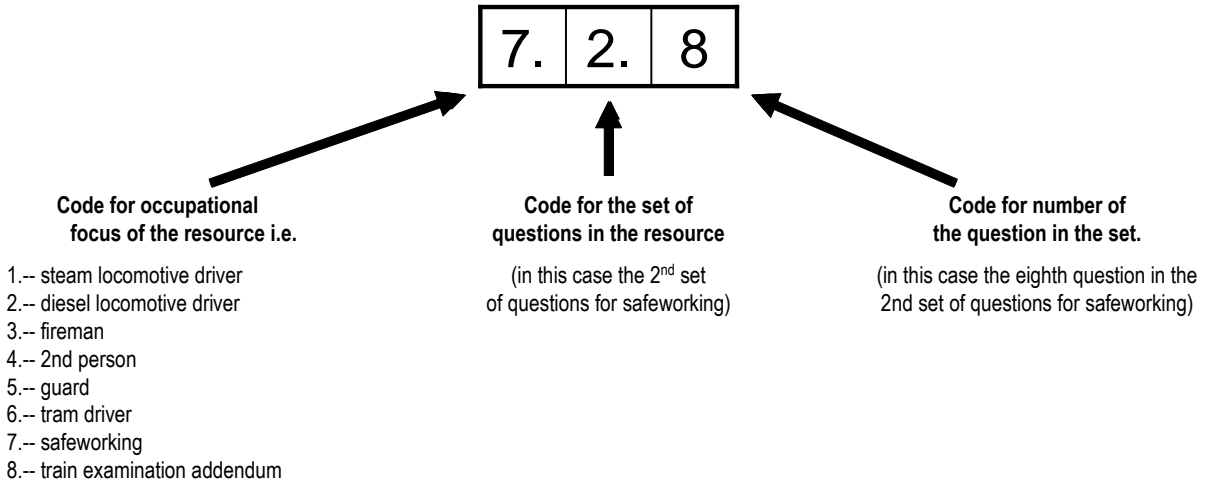 7. 2. 8
Code for occupational
focus of the resource i.e.
1.-- steam locomotive driver
2.-- diesel locomotive driver
3.-- fireman
4.-- 2nd person
5.-- guard
6.-- tram driver
7.-- safeworking
8.-- train examination addendum
Code for the set of
questions in the resource
(in this case the 2nd set
of questions for safeworking)
Code for number of
the question in the set.
(in this case the eighth question in the
2nd set of questions for safeworking)